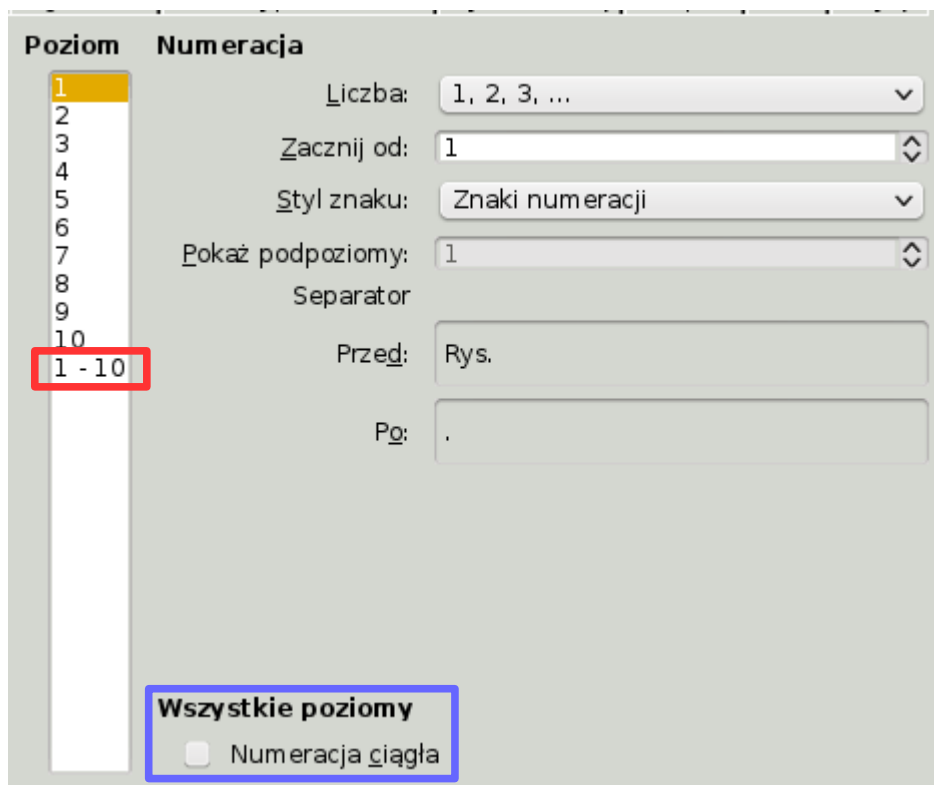 Poziom Numeracja
1
2
3
4
5
6
7
8
9
10
1 - 10
Liczba: 1, 2, 3, ...
Zacznij od: 1
Styl znaku: Znaki numeracji
Pokaż podpoziomy: 1
Separator
Przed: Rys.
Po: .
Wszystkie poziomy
Numeracja ciągła